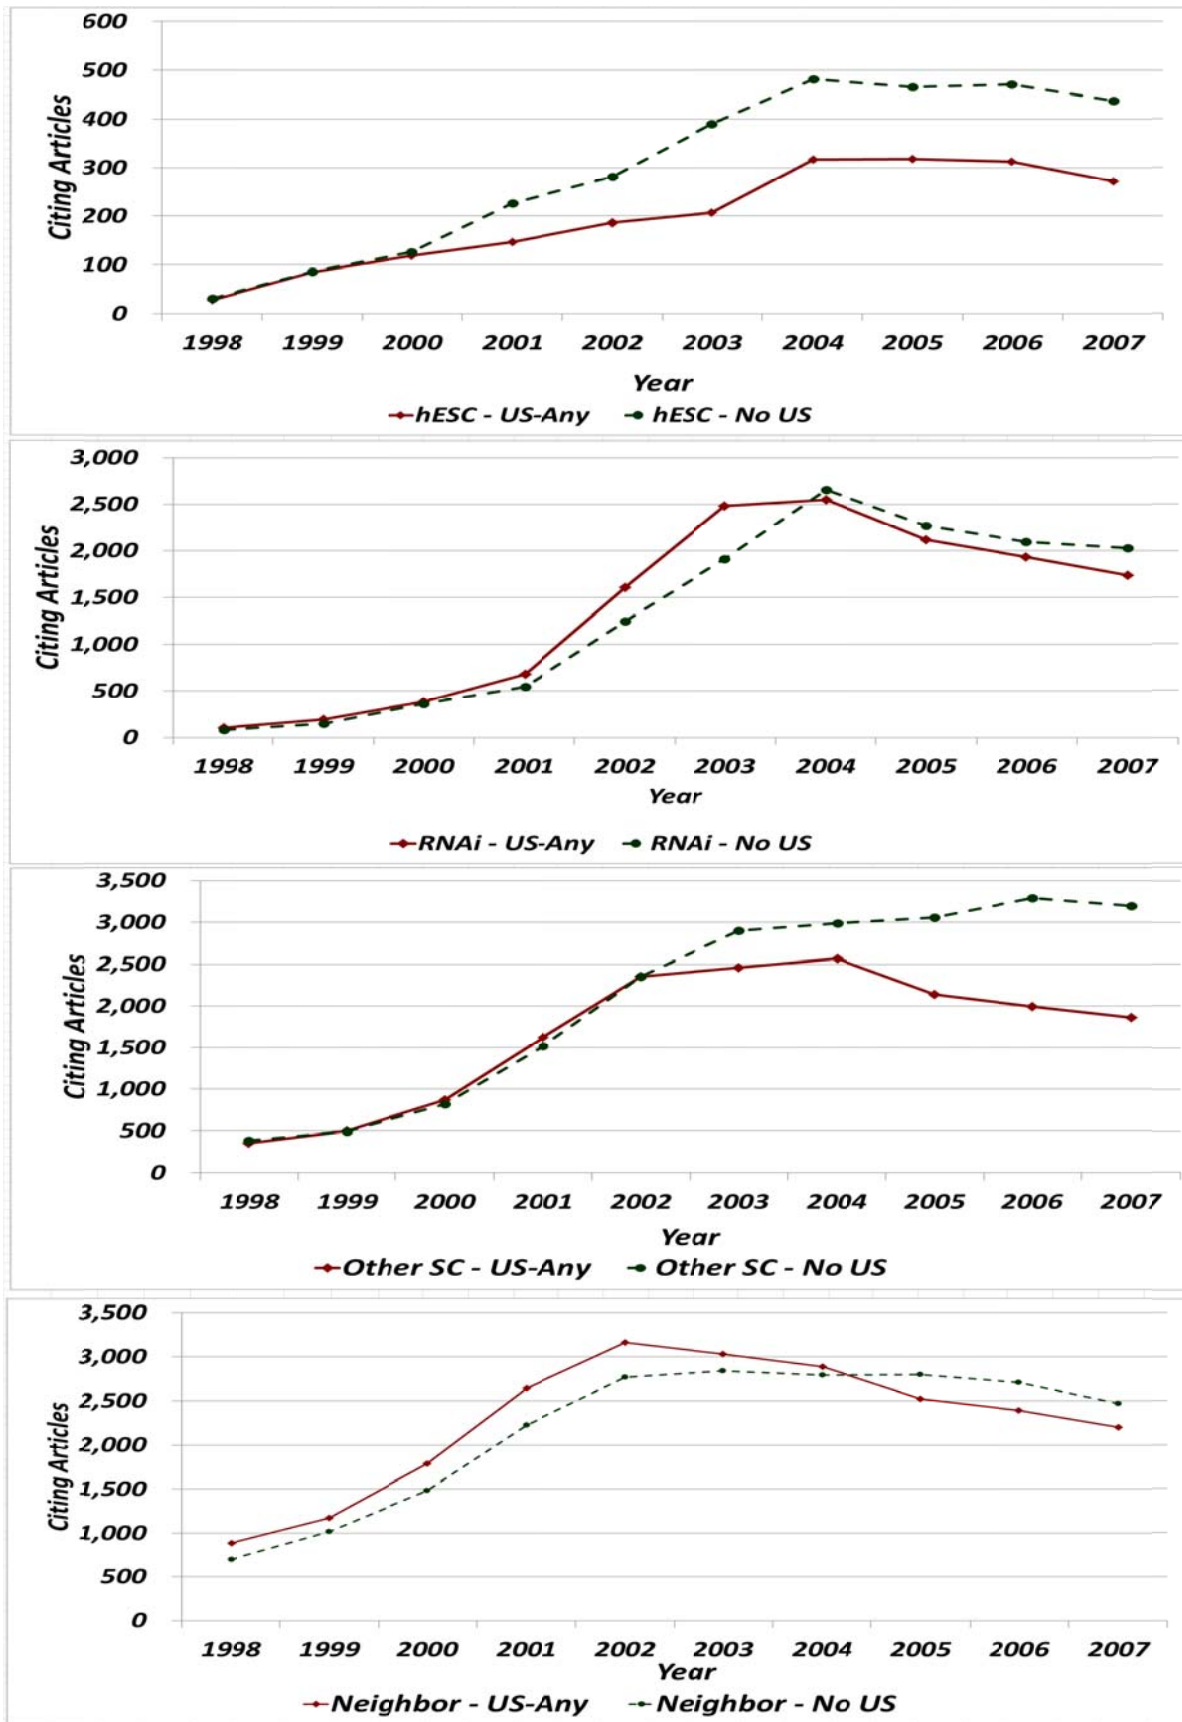 600
500
400
300
200
100
0
Citing Articles
1998 1999 2000 2001 2002 2003 2004 2005 2006 2007
Year
hESC - US-Any hESC - No US
3,000
2,500
2,000
1,500
1,000
500
0
Citing Articles
1998 1999 2000 2001 2002 2003 2004 2005 2006 2007
Year
RNAi - US-Any RNAi - No US
3,500
3,000
2,500
2,000
1,500
1,000
500
0
Citing Articles
1998 1999 2000 2001 2002 2003 2004 2005 2006 2007
Year
Other SC - US-Any Other SC - No US
3,500
3,000
2,500
2,000
1,500
1,000
500
0
Citing Articles
1998 1999 2000 2001 2002 2003 2004 2005 2006 2007
Year
Neighbor - US-Any Neighbor - No US